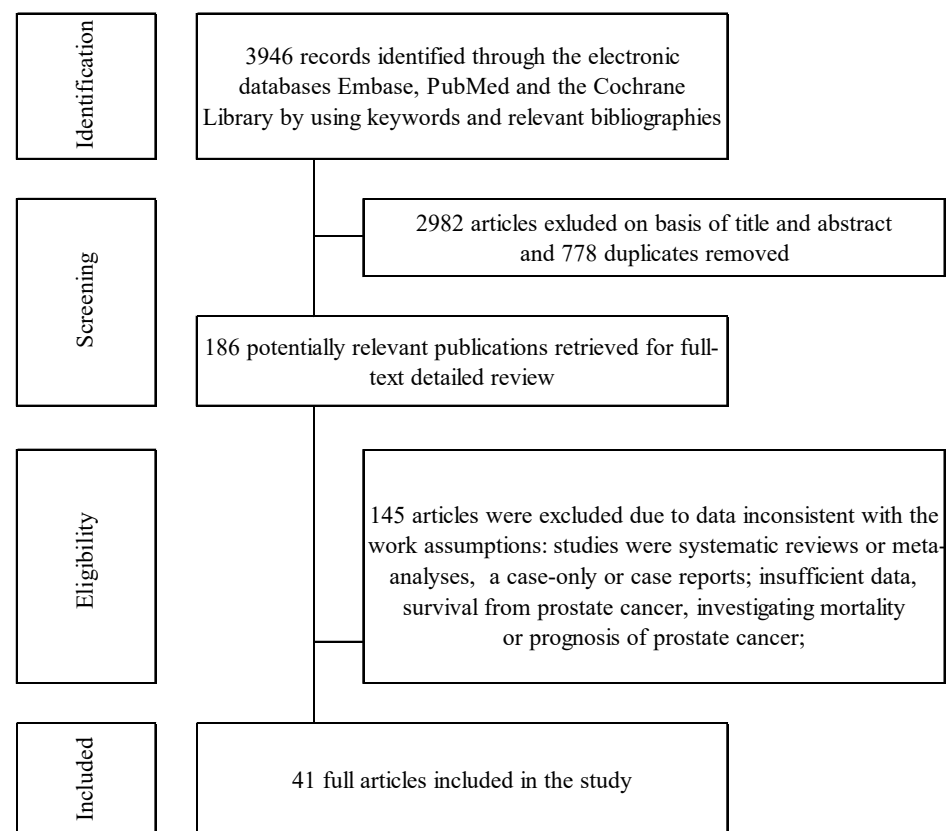 Identification
3946 records identified through the electronic
databases Embase, PubMed and the Cochrane
Library by using keywords and relevant bibliographies
Screening
2982 articles exluded on basis of title and abstract
and 778 duplicates removed
186 potentially relevant publications retrieved for full-
text detailed review
Eligibility
145 articles were excluded due to data inconsistent with the
work assumptions: studies were systematic reviews or meta-
analyses, a case-only or case reports; insufficient data,
survival from prostate cancer, investigating mortality
or prognosis of prostate cancer;
Included
41 full articles included in the study